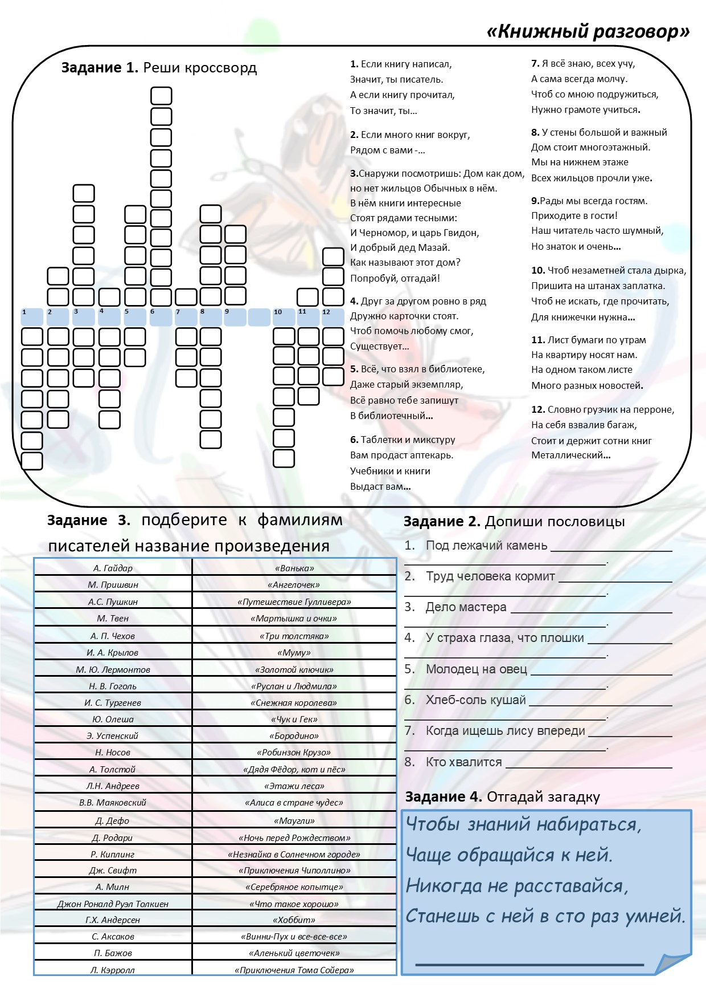 «Книжный разговор»
Задание 1. Реши кроссворд
1
2
3
4
5
6
7
8
9
10
11
12
1. Если книгу написал,
Значит, ты писатель.
А если книгу прочитал,
То значит, ты…
2. Если много книг вокруг,
Рядом с вами -…
3.Снаружи посмотришь: Дом как дом,
но нет жильцов Обычных в нём.
В нём книги интересные
Стоят рядами тесными:
И Черномор, и царь Гвидон,
И добрый дед Мазай.
Как называют этот дом?
Попробуй, отгадай!
4. Друг за другом ровно в ряд
Дружно карточки стоят.
Чтоб помочь любому смог,
Существует…
5. Всё, что взял в библиотеке,
Даже старый экземпляр,
Всё равно тебе запишут
В библиотечный…
6. Таблетки и микстуру
Вам продаст аптекарь.
Учебники и книги
Выдаст вам…
7. Я всё знаю, всех учу,
А сама всегда молчу.
Чтоб со мною подружиться,
Нужно грамоте учиться.
8. У стены большой и важный
Дом стоит многоэтажный.
Мы на нижнем этаже
Всех жильцов прочли уже.
9.Рады мы всегда гостям.
Приходите в гости!
Наш читатель часто шумный,
Но знаток и очень…
10. Чтоб незаметней стала дырка,
Пришита на штанах заплатка.
Чтоб не искать, где прочитать,
Для книжечки нужна…
11. Лист бумаги по утрам
На квартиру носят нам.
На одном таком листе
Много разных новостей.
12. Словно грузчик на перроне,
На себя взвалив багаж,
Стоит и держит сотни книг
Металлический…
Задание 3. подберите к фамилиям
писателей название произведения
А. Гайдар «Ванька»
М. Пришвин «Ангелочек»
А.С. Пушкин «Путешествие Гулливера»
М. Твен «Мартышка и очки»
А. П. Чехов «Три толстяка»
И. А. Крылов «Муму»
М. Ю. Лермонтов «Золотой ключик»
Н. В. Гоголь «Руслан и Людмила»
И. С. Тургенев «Снежная королева»
Ю. Олеша «Чук и Гек»
Э. Успенский «Бородино»
Н. Носов «Робинзон Крузо»
А. Толстой «Дядя Фёдор, кот и пёс»
Л.Н. Андреев «Этажи леса»
В.В. Маяковский «Алиса в стране чудес»
Д. Дефо «Маугли»
Д. Родари «Ночь перед Рождеством»
Р. Киплинг «Незнайка в Солнечном городе»
Дж. Свифт «Приключения Чиполлино»
А. Милн «Серебряное копытце»
Джон Роналд Руэл Толкиен «Что такое хорошо»
Г.Х. Андерсен «Хоббит»
С. Аксаков «Винни-Пух и все-все-все»
П. Бажов «Аленький цветочек»
Л. Кэрролл «Приключения Тома Сойера»
Задание 2. Допиши пословицы
1. Под лежачий камень ____________
____________.
2. Труд человека кормит ____________
____________.
3. Дело мастера ____________
____________.
4. У страха глаза, что плошки ____________
____________.
5. Молодец на овец ____________
____________.
6. Хлеб-соль кушай ____________
____________.
7. Когда ищешь лису впереди ____________
____________.
8. Кто хвалится ____________
Задание 4. Отгадай загадку
Чтобы знаний набираться,
Чаще обращайся к ней.
Никогда не расставайся,
Станешь с ней в сто раз умней.